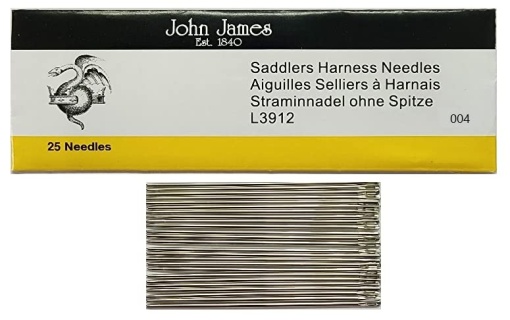 John James
Est. 1840
Saddlers Harness Needles
Aiguilles Selliers à Harnais
Straminnadel ohne Spitze
L3912
004
25 Needles